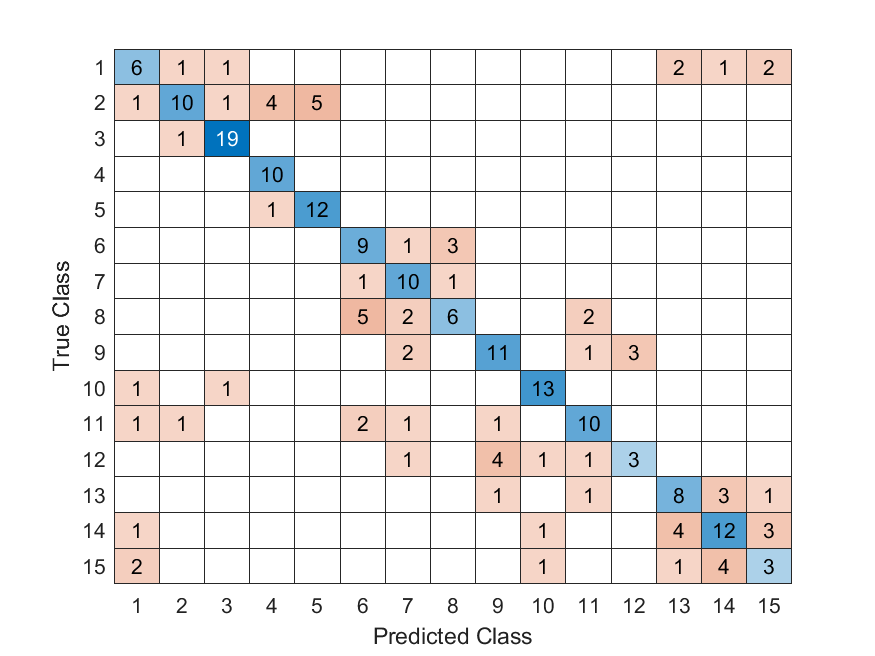 1 6 1 1 2 1 2
2 1 10 1 4 5
3 1 19
4 10
5 1 12
6 9 1 3
7 1 10 1
8 5 2 6 2
9 2 11 1 3
10 1 1 13
11 1 1 2 1 1 10
12 1 4 1 1 3
13 1 1 8 3 1
14 1 1 4 12 3
15 2 1 1 4 3
1 2 3 4 5 6 7 8 9 10 11 12 13 14 15
Predicted Class
True Class